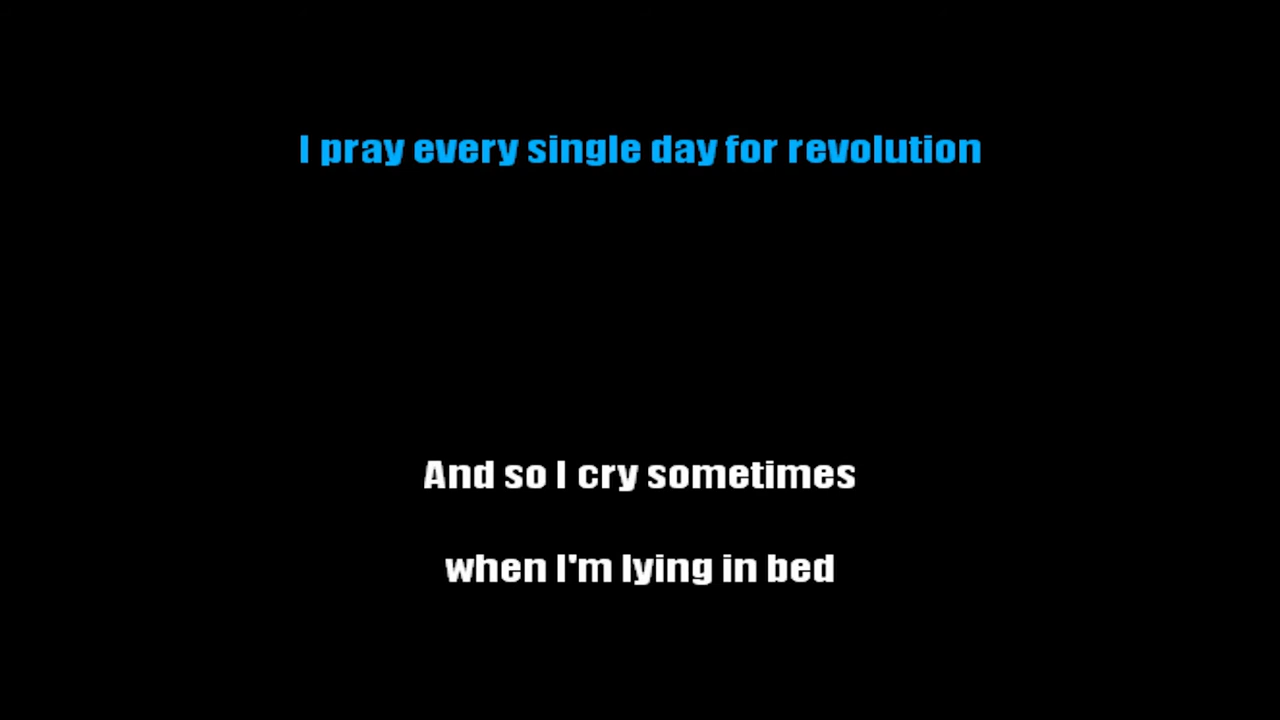 I pray every single day for revolution
And so I cry sometimes
when I'm lying in bed